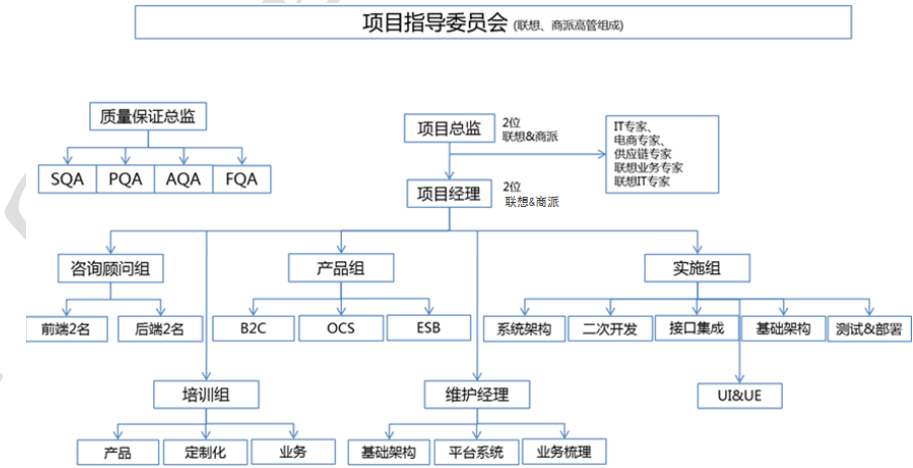 项目指导委员会 (联想、商派高管组成)
质量保证总监
SQA
PQA
AQA
FQA
项目总监
2位
联想&商派
IT专家、
电商专家、
供应链专家
联想业务专家
联想IT专家
项目经理
2位
联想&商派
咨询顾问组
产品组
实施组
前端2名
后端2名
B2C
OCS
ESB
系统架构
二次开发
接口集成
基础架构
测试&部署
培训组
维护经理
UI&UE
产品
定制化
业务
基础架构
平台系统
业务梳理